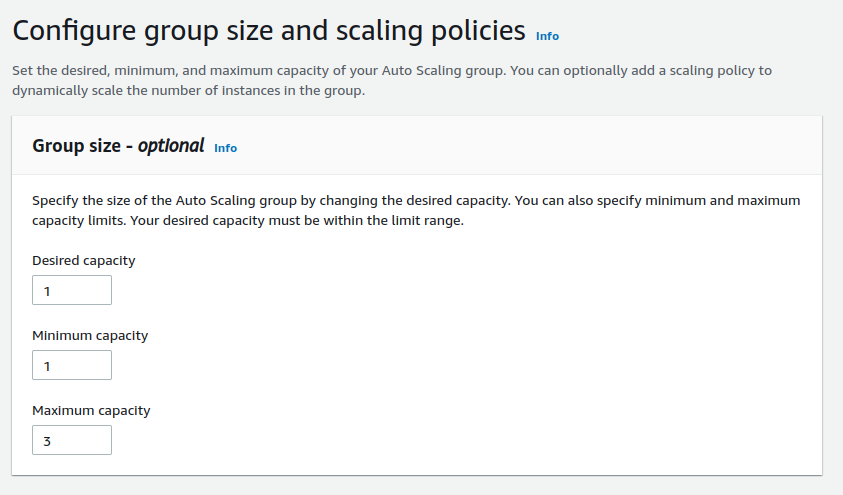 Configure group size and scaling policies Info
Set the desired, minimum, and maximum capacity of your Auto Scaling group. You can optionally add a scaling policy to
dynamically scale the number of instances in the group.
Group size - optional Info
Specify the size of the Auto Scaling group by changing the desired capacity. You can also specify minimum and maximum
capacity limits. Your desired capacity must be within the limit range.
Desired capacity
1
Minimum capacity
1
Maximum capacity
3